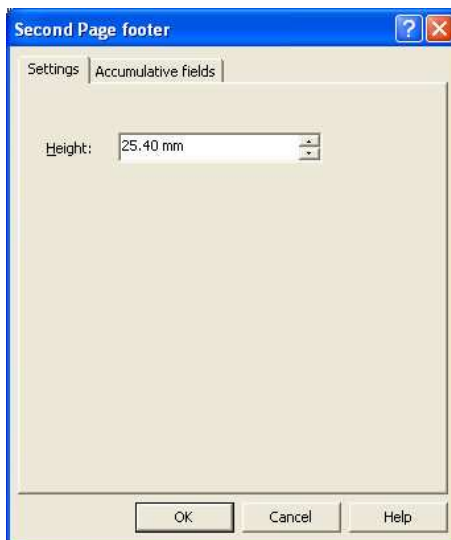 Second Page footer
Settings Accumulative fields
Height: 25.40 mm
OK Cancel Help